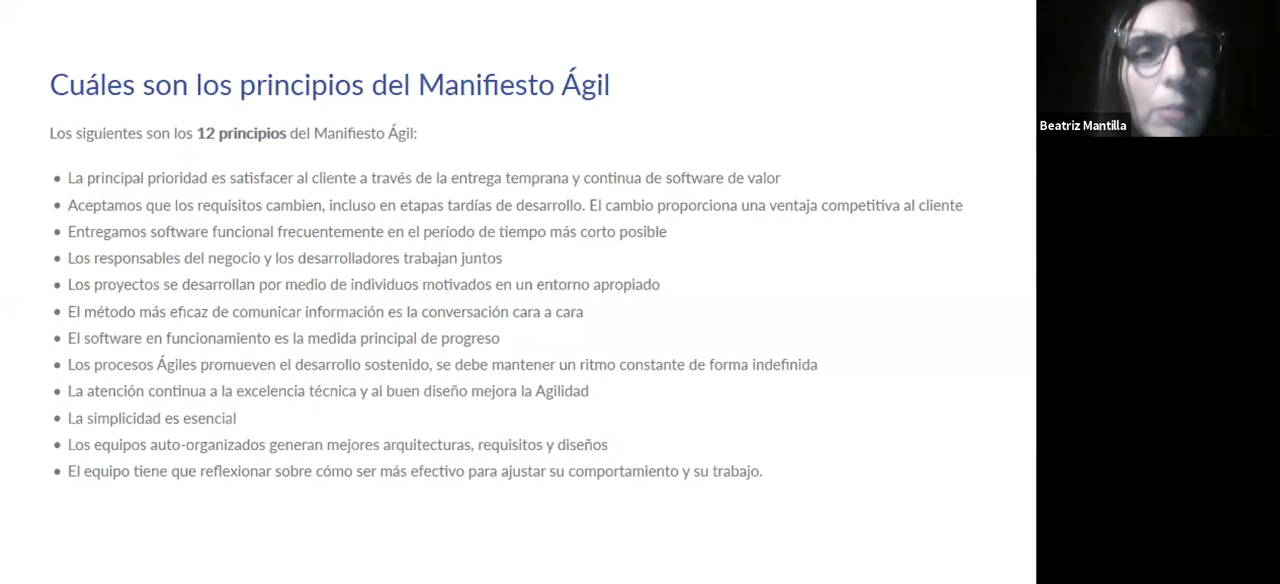 Cuáles son los principios del Manifiesto Ágil
Los siguientes son los 12 principios del Manifiesto Ágil:
• La principal prioridad es satisfacer al cliente a través de la entrega temprana y continua de software de valor
• Aceptamos que los requisitos cambien, incluso en etapas tardías de desarrollo. El cambio proporciona una ventaja competitiva al cliente
• Entregamos software funcional frecuentemente en el período de tiempo más corto posible
• Los responsables del negocio y los desarrolladores trabajan juntos
• Los proyectos se desarrollan por medio de individuos motivados en un entorno apropiado
• El método más eficaz de comunicar información es la conversación cara a cara
• El software en funcionamiento es la medida principal de progreso
• Los procesos Ágiles promueven el desarrollo sostenido, se debe mantener un ritmo constante de forma indefinida
• La atención continua a la excelencia técnica y al buen diseño mejora la Agilidad
• La simplicidad es esencial
• Los equipos auto-organizados generan mejores arquitecturas, requisitos y diseños
• El equipo tiene que reflexionar sobre cómo ser más efectivo para ajustar su comportamiento y su trabajo.
Beatriz Mantilla